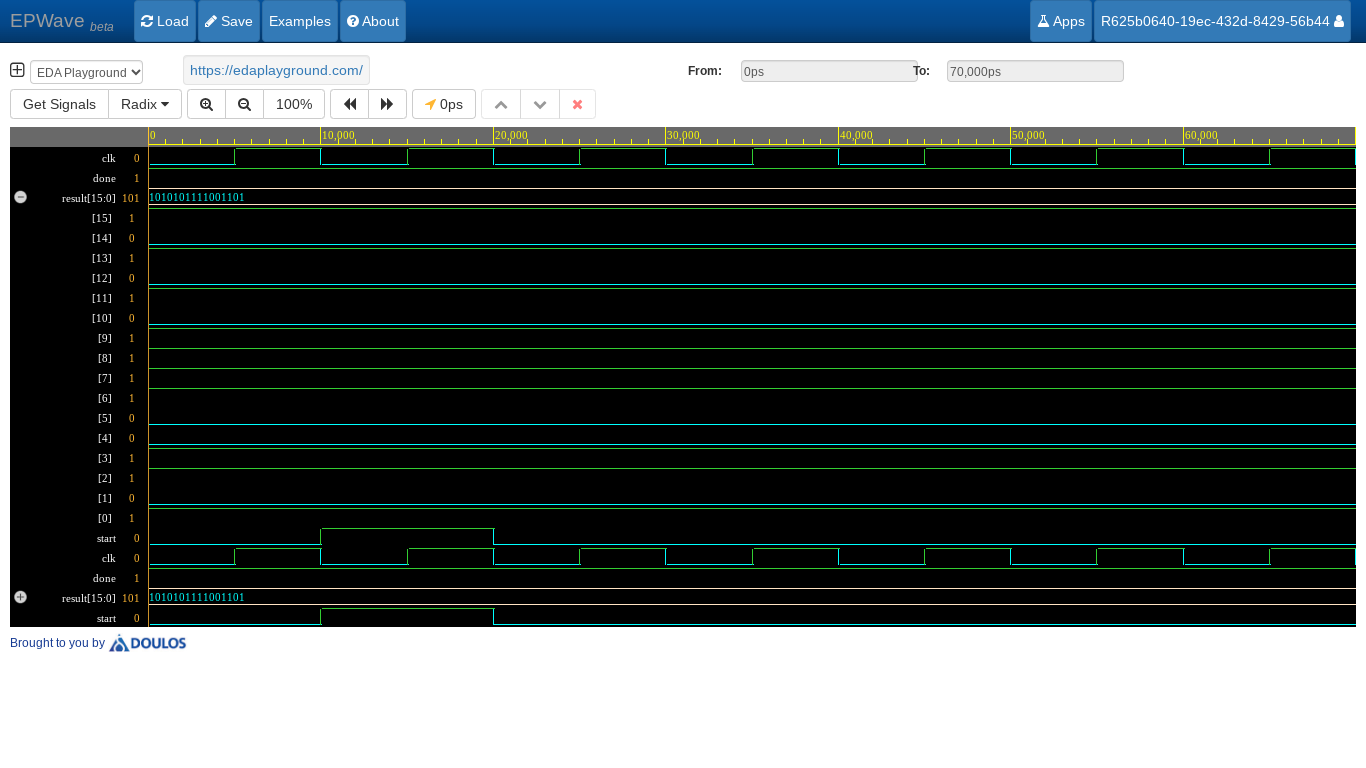 EPWave beta Load Save Examples About Apps R625b0640-19ec-432d-8429-56b44
EDA Playground https://edaplayground.com/ From: 0ps To: 70,000ps
Get Signals Radix 100% 0ps
0 10,000 20,000 30,000 40,000 50,000 60,000
clk 0
done 1
result[15:0] 101 1010101111001101
[15] 1
[14] 0
[13] 1
[12] 0
[11] 1
[10] 0
[9] 1
[8] 1
[7] 1
[6] 1
[5] 0
[4] 0
[3] 1
[2] 1
[1] 0
[0] 1
start 0
clk 0
done 1
result[15:0] 101 1010101111001101
start 0
Brought to you by DOULOS